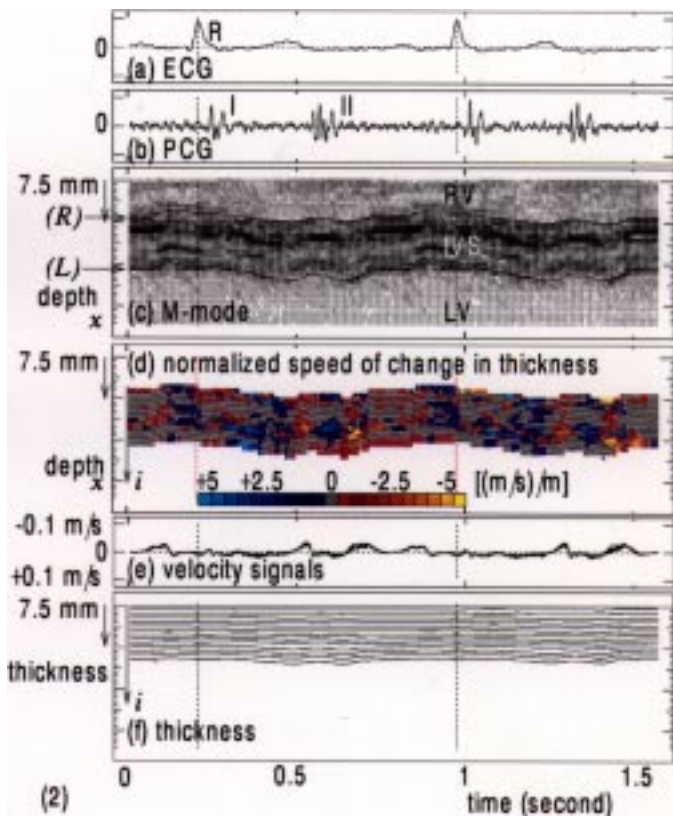 0
R
(a) ECG
0
I
II
(b) PCG
7.5 mm
(R)
RV
IVS
(L)
depth
x
(c) M-mode
LV
7.5 mm
(d) normalized speed of change in thickness
depth
x
i
+5 +2.5 0 -2.5 -5 [(m/s)/m]
-0.1 m/s
0
+0.1 m/s
(e) velocity signals
7.5 mm
thickness
i
(f) thickness
0 0.5 1 1.5
(2)
time (second)